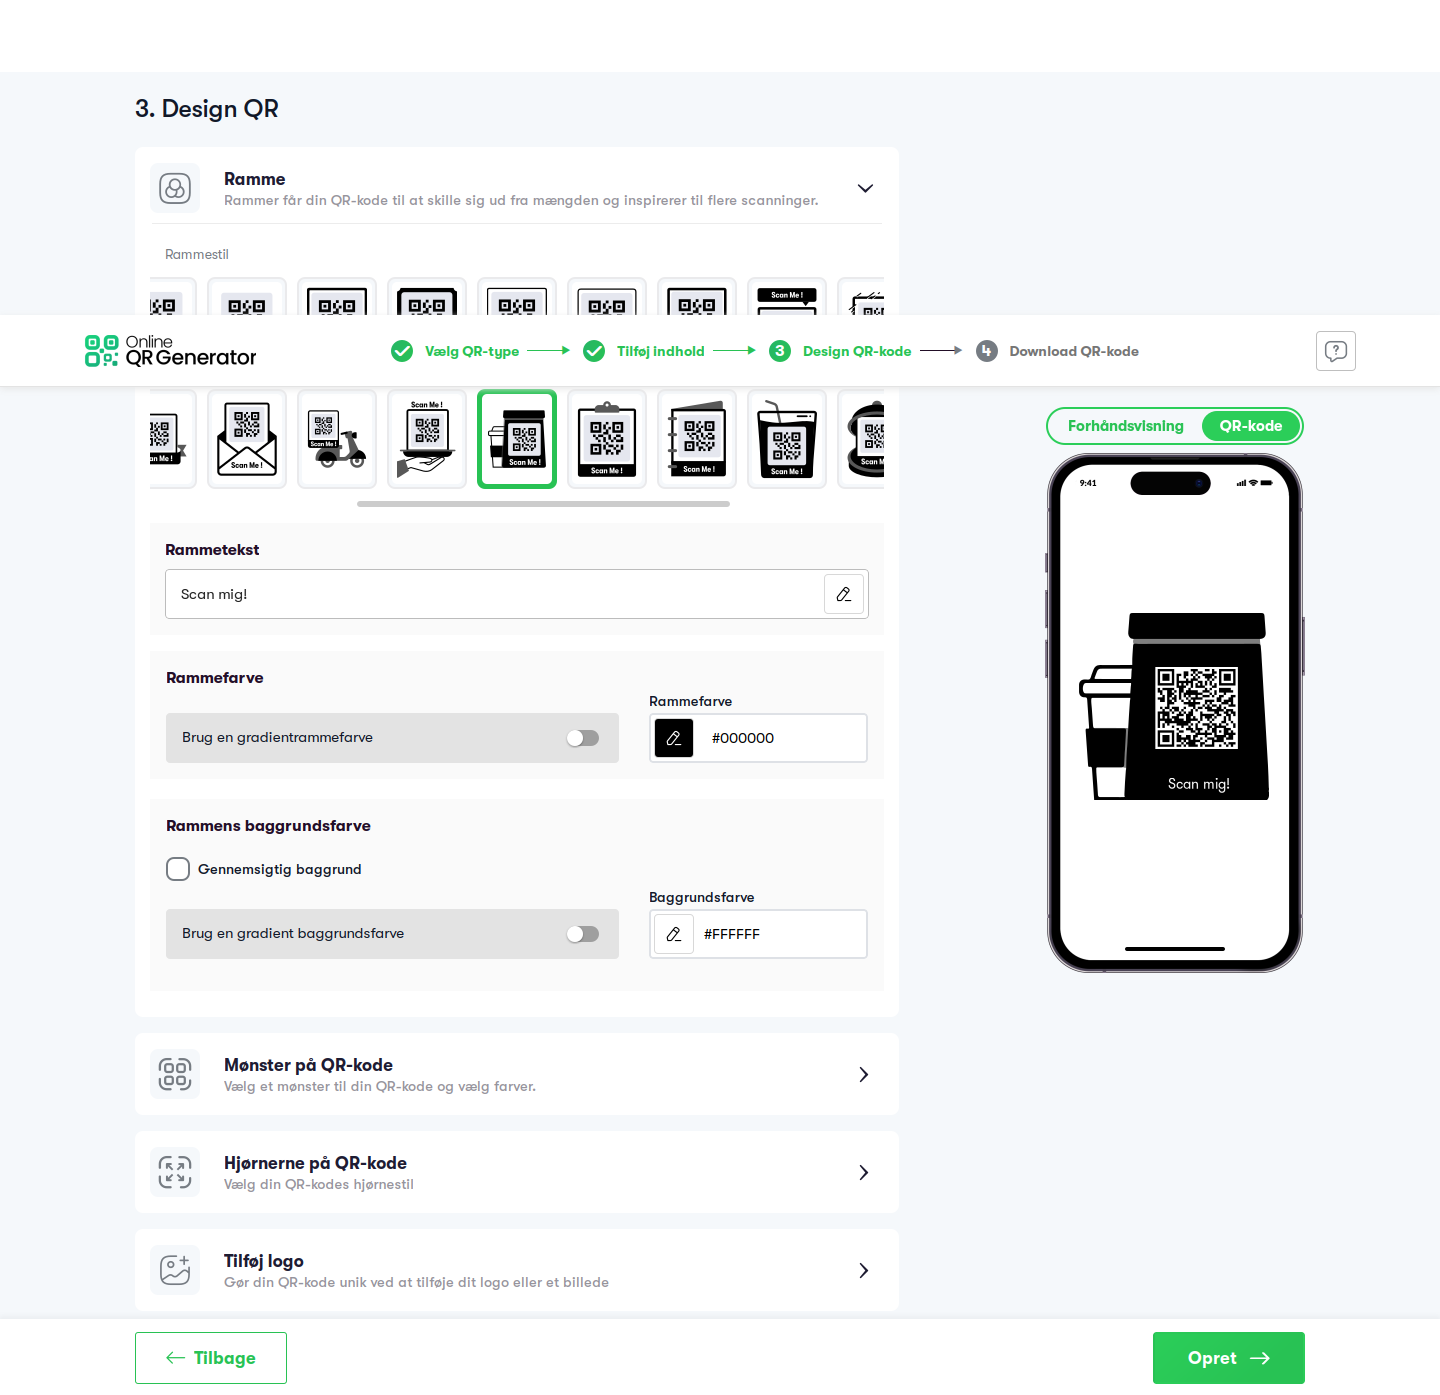 3. Design QR
Ramme
Rammer får din QR-kode til at skille sig ud fra mængden og inspirerer til flere scanninger.
Rammestil
Scan Me !
Online
QR Generator
Vælg QR-type
Tilføj indhold
3 Design QR-kode
4 Download QR-kode
Scan Me !
Scan Me !
Scan Me !
Scan Me !
Scan Me !
Scan Me !
Scan Me !
Forhåndsvisning
QR-kode
9:41
Rammetekst
Scan mig!
Rammefarve
Rammefarve
Brug en gradientrammefarve
#000000
Scan mig!
Rammens baggrundsfarve
Gennemsigtig baggrund
Baggrundsfarve
Brug en gradient baggrundsfarve
#FFFFFF
Mønster på QR-kode
Vælg et mønster til din QR-kode og vælg farver.
Hjørnerne på QR-kode
Vælg din QR-kodes hjørnestil
Tilføj logo
Gør din QR-kode unik ved at tilføje dit logo eller et billede
Tilbage
Opret